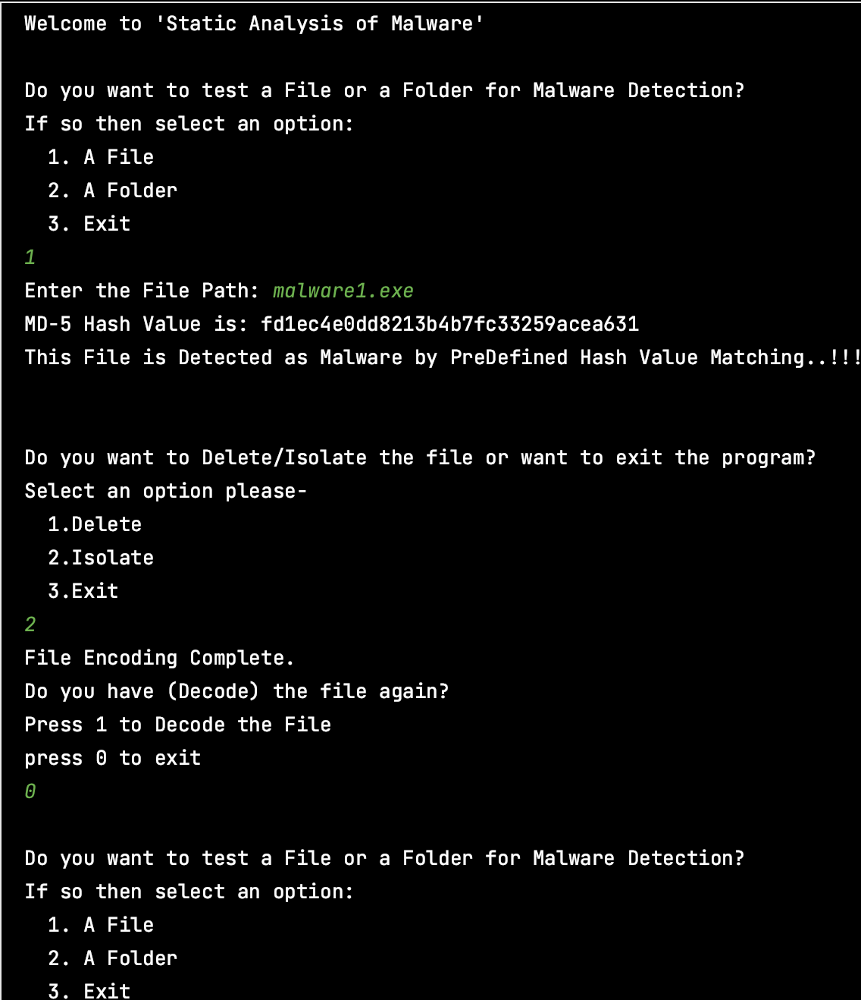 Welcome to 'Static Analysis of Malware'
Do you want to test a File or a Folder for Malware Detection?
If so then select an option:
1. A File
2. A Folder
3. Exit
1
Enter the File Path: malware1.exe
MD-5 Hash Value is: fd1ec4e0dd8213b4b7fc33259acea631
This File is Detected as Malware by PreDefined Hash Value Matching..!!!
Do you want to Delete/Isolate the file or want to exit the program?
Select an option please-
1.Delete
2.Isolate
3.Exit
2
File Encoding Complete.
Do you have (Decode) the file again?
Press 1 to Decode the File
press 0 to exit
0
Do you want to test a File or a Folder for Malware Detection?
If so then select an option:
1. A File
2. A Folder
3. Exit